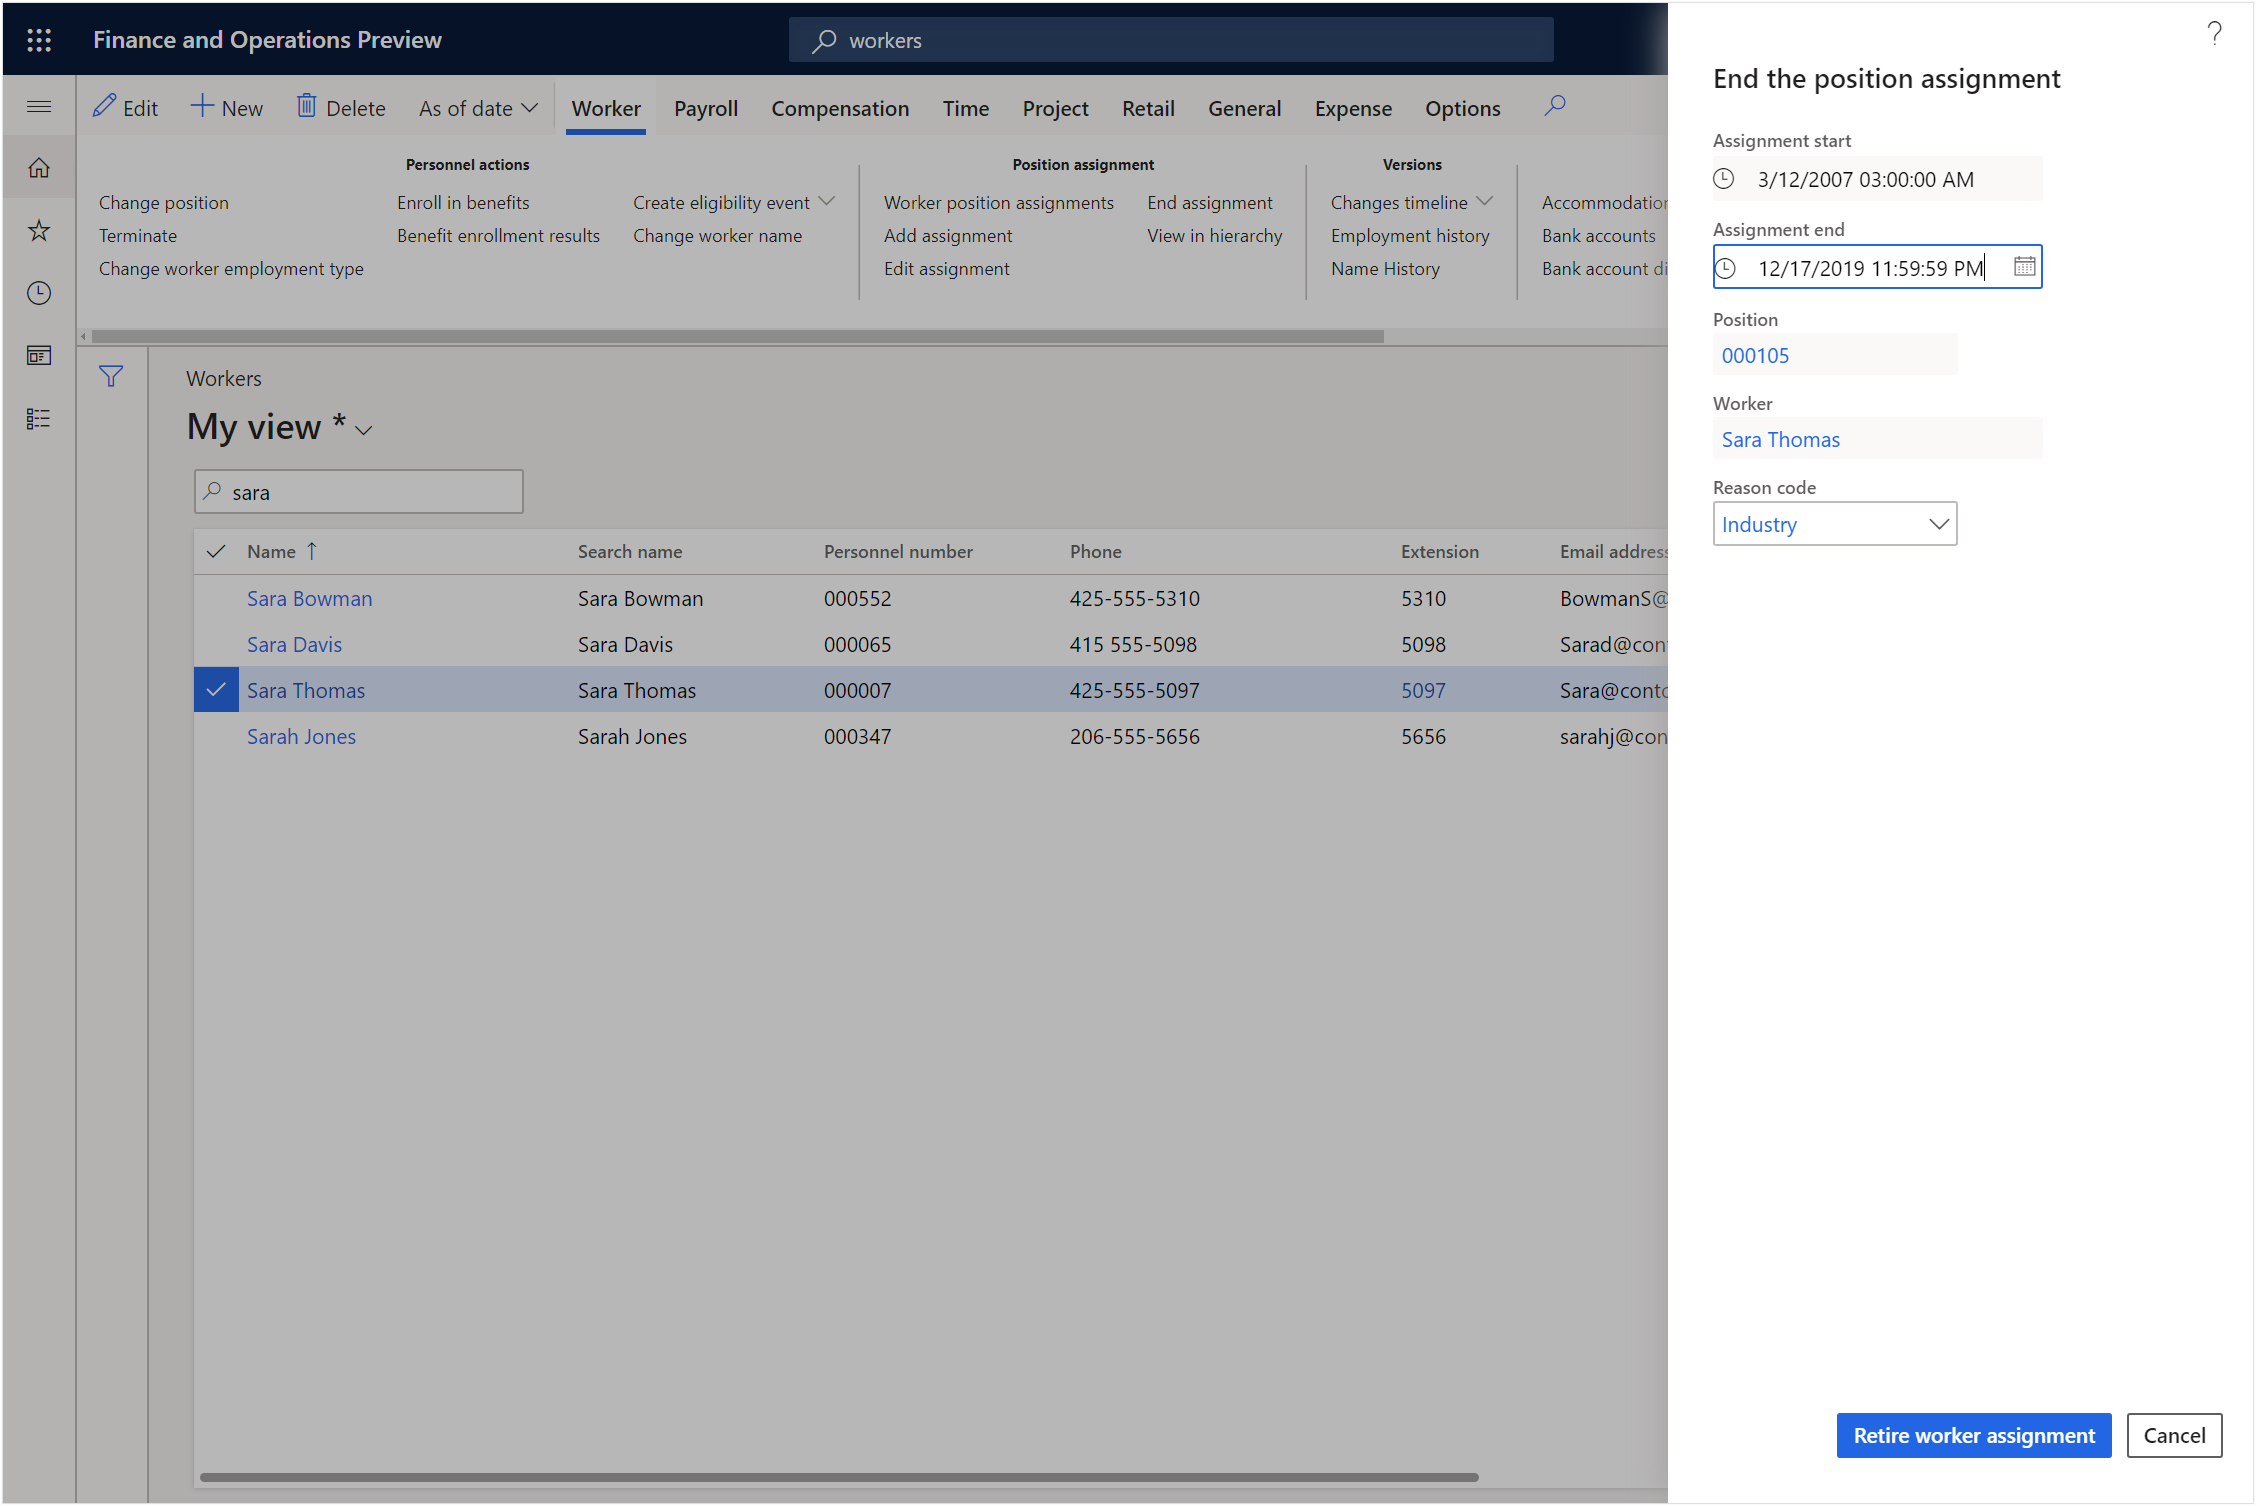 Finance and Operations Preview
workers
Edit New Delete As of date Worker Payroll Compensation Time Project Retail General Expense Options
Personnel actions
Change position Enroll in benefits Create eligibility event
Terminate Benefit enrollment results Change worker name
Change worker employment type
Position assignment
Worker position assignments End assignment
Add assignment View in hierarchy
Edit assignment
Versions
Changes timeline
Employment history
Name History
Accommodation
Bank accounts
Bank account di
Workers
My view *
sara
Name ↑ Search name Personnel number Phone Extension Email address
Sara Bowman Sara Bowman 000552 425-555-5310 5310 BowmanS@
Sara Davis Sara Davis 000065 415 555-5098 5098 Sarad@con
Sara Thomas Sara Thomas 000007 425-555-5097 5097 Sara@conto
Sarah Jones Sarah Jones 000347 206-555-5656 5656 sarahj@con
?
End the position assignment
Assignment start
3/12/2007 03:00:00 AM
Assignment end
12/17/2019 11:59:59 PM
Position
000105
Worker
Sara Thomas
Reason code
Industry
Retire worker assignment Cancel